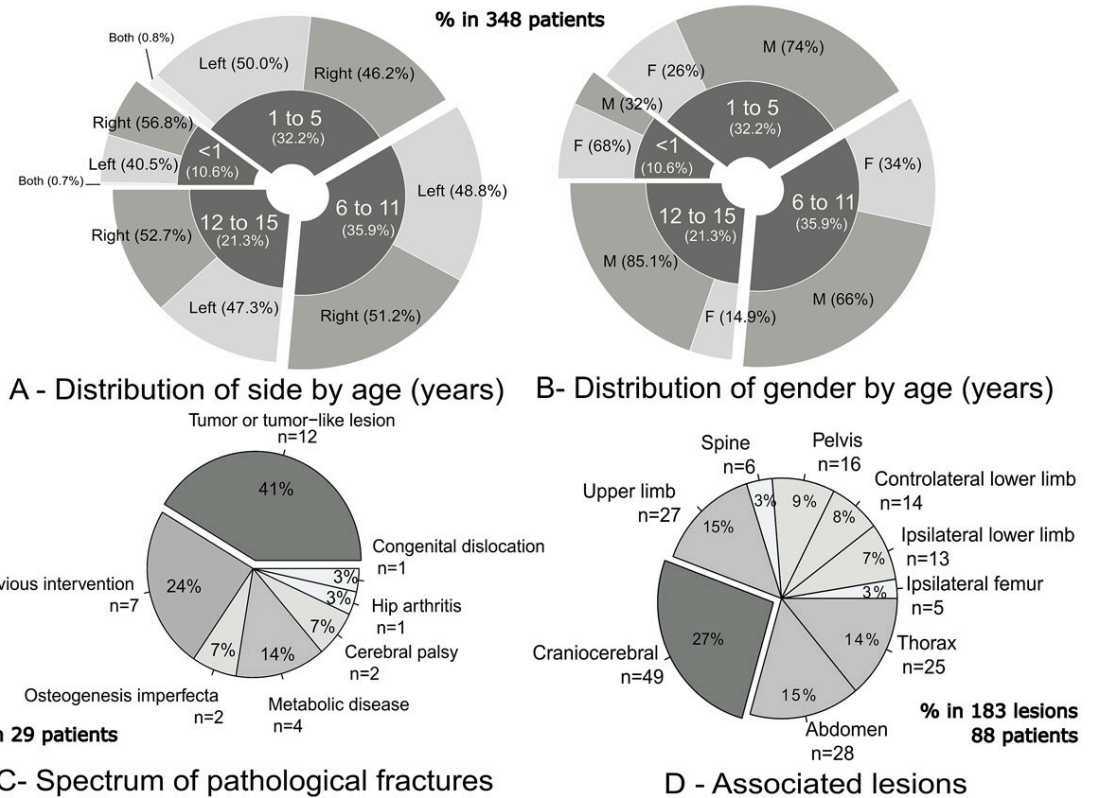 % in 348 patients
Both (0.8%)
Left (50.0%)
Right (46.2%)
1 to 5
(32.2%)
Right (56.8%)
<1
(10.6%)
Left (40.5%)
Both (0.7%)
Left (48.8%)
6 to 11
(35.9%)
12 to 15
(21.3%)
Right (52.7%)
Left (47.3%)
Right (51.2%)
M (74%)
F (26%)
1 to 5
(32.2%)
M (32%)
F (68%)
<1
(10.6%)
F (34%)
6 to 11
(35.9%)
12 to 15
(21.3%)
M (85.1%)
F (14.9%)
M (66%)
A - Distribution of side by age (years)
B- Distribution of gender by age (years)
Tumor or tumor−like lesion
n=12
41%
Congenital dislocation
n=1
3%
Hip arthritis
n=1
3%
Cerebral palsy
n=2
7%
Metabolic disease
n=4
14%
Osteogenesis imperfecta
n=2
7%
intervention
n=7
24%
29 patients
C- Spectrum of pathological fractures
Spine
n=6
3%
Pelvis
n=16
9%
Controlateral lower limb
n=14
8%
Ipsilateral lower limb
n=13
7%
Ipsilateral femur
n=5
3%
Thorax
n=25
14%
Abdomen
n=28
15%
Craniocerebral
n=49
27%
Upper limb
n=27
15%
% in 183 lesions
88 patients
D - Associated lesions